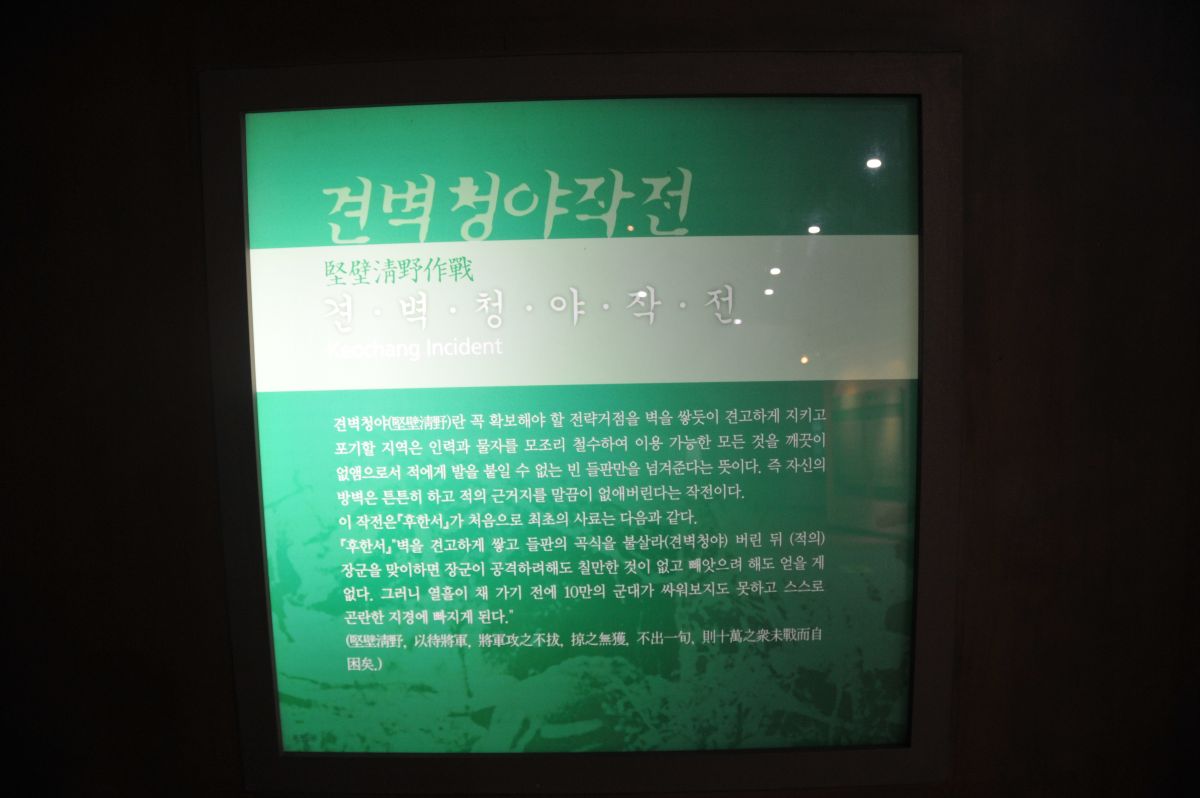 견벽청야작전
堅壁淸野作戰
견·벽·청·야·작·전
Keochang Incident
견벽청야(堅壁淸野)란 꼭 확보해야 할 전략거점을 벽을 쌓듯이 견고하게 지키고
포기할 지역은 인력과 물자를 모조리 철수하여 이용 가능한 모든 것을 깨끗이
없앰으로서 적에게 발을 붙일 수 없는 빈 들판만을 넘겨준다는 뜻이다. 즉 자신의
방벽은 튼튼히 하고 적의 근거지를 말끔이 없애버린다는 작전이다.
이 작전은『후한서』가 처음으로 최초의 사료는 다음과 같다.
『후한서』"벽을 견고하게 쌓고 들판의 곡식을 불살라(견벽청야) 버린 뒤 (적의)
장군을 맞이하면 장군이 공격하려해도 칠만한 것이 없고 빼앗으려 해도 얻을 게
없다. 그러니 열흘이 채 가기 전에 10만의 군대가 싸워보지도 못하고 스스로
곤란한 지경에 빠지게 된다."
(堅壁淸野, 以待將軍, 將軍攻之不拔, 掠之無獲, 不出一旬, 則十萬之衆未戰而自
困矣.)